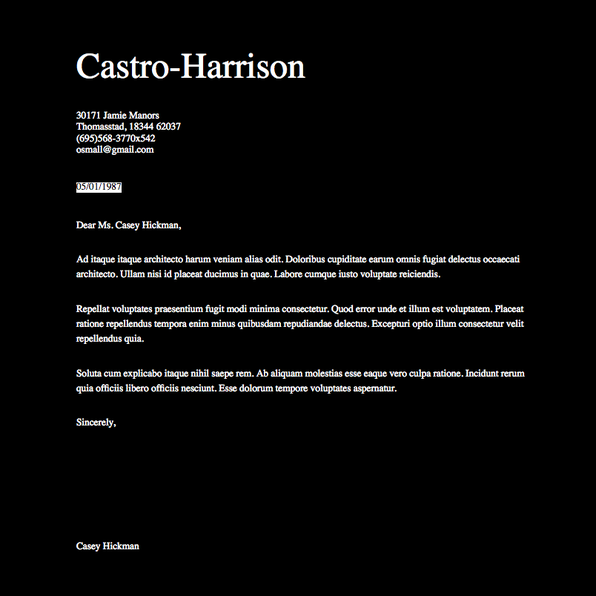 Castro-Harrison
30171 Jamie Manors
Thomasstad, 18344 62037
(695)568-3770x542
osmall@gmail.com
05/01/1987
Dear Ms. Casey Hickman,
Ad itaque itaque architecto harum veniam alias odit. Doloribus cupiditate earum omnis fugiat delectus occaecati
architecto. Ullam nisi id placeat ducimus in quae. Labore cumque iusto voluptate reiciendis.
Repellat voluptates praesentium fugit modi minima consectetur. Quod error unde et illum est voluptatem. Placeat
ratione repellendus tempora enim minus quibusdam repudiandae delectus. Excepturi optio illum consectetur velit
repellendus quia.
Soluta cum explicabo itaque nihil saepe rem. Ab aliquam molestias esse eaque vero culpa ratione. Incidunt rerum
quia officiis libero officiis nesciunt. Esse dolorum tempore voluptates aspernatur.
Sincerely,
Casey Hickman